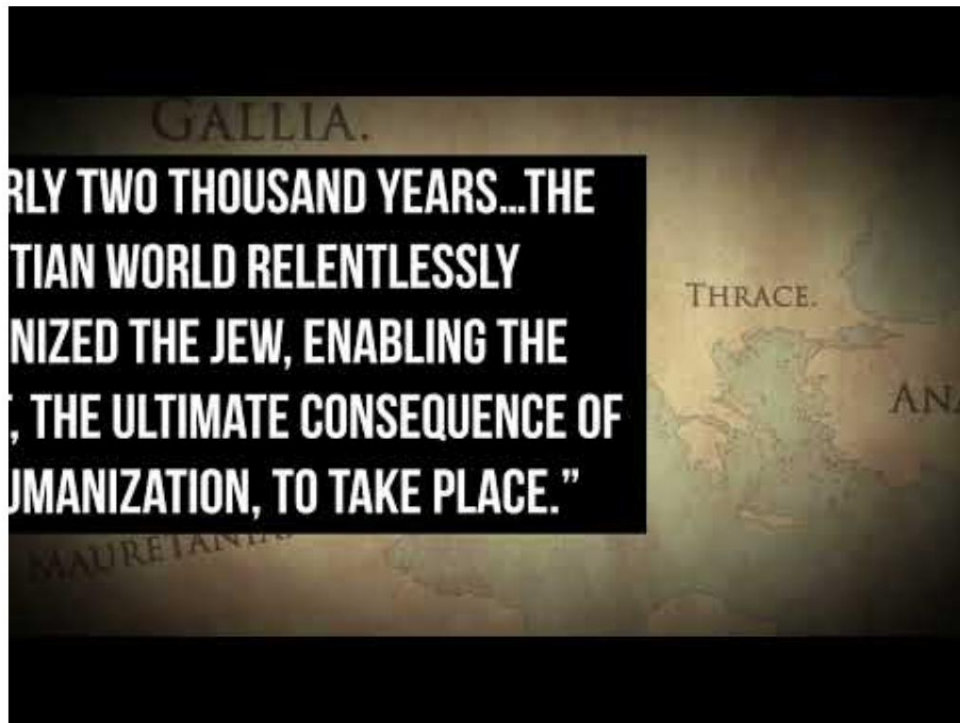 GALLIA.
RLY TWO THOUSAND YEARS...THE
TIAN WORLD RELENTLESSLY
NIZED THE JEW, ENABLING THE
, THE ULTIMATE CONSEQUENCE OF
UMANIZATION, TO TAKE PLACE.”
THRACE.
ANA
MAURETANIA